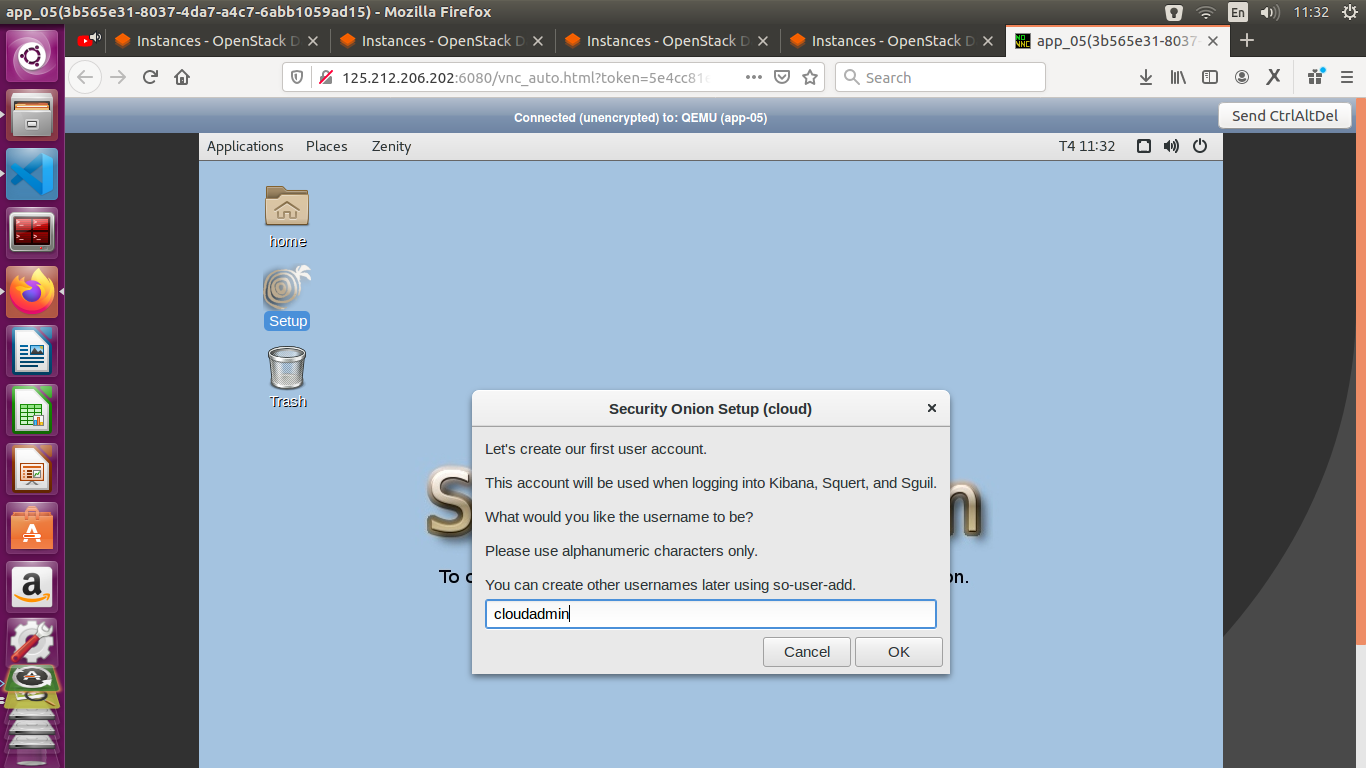 app_05(3b565e31-8037-4da7-a4c7-6abb1059ad15) - Mozilla Firefox
En
11:32
Instances - OpenStack D
Instances - OpenStack D
Instances - OpenStack D
Instances - OpenStack D
app_05(3b565e31-8037-
125.212.206.202:6080/vnc_auto.html?token=5e4cc81
Search
Connected (unencrypted) to: QEMU (app-05)
Send CtrlAltDel
Applications
Places
Zenity
T4 11:32
home
Setup
Trash
Security Onion Setup (cloud)
Let's create our first user account.
This account will be used when logging into Kibana, Squert, and Sguil.
What would you like the username to be?
Please use alphanumeric characters only.
You can create other usernames later using so-user-add.
cloudadmin
Cancel
OK
S
n
To c
on.